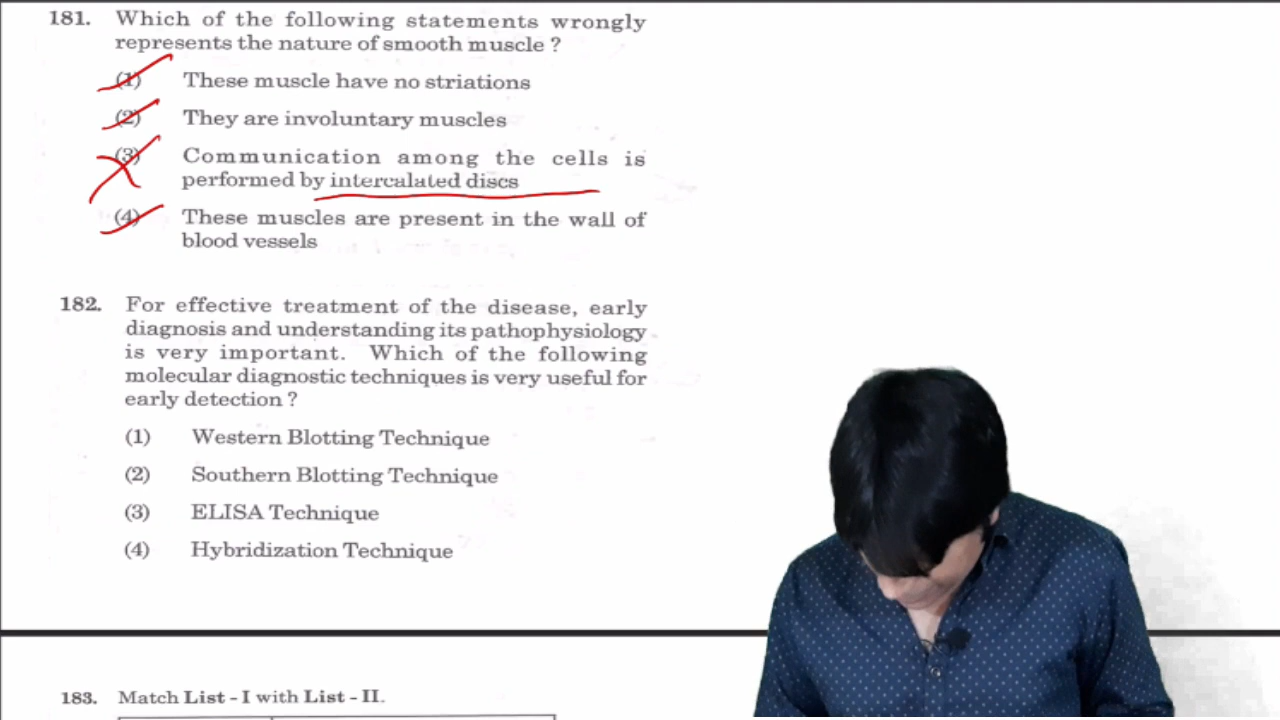 181. Which of the following statements wrongly
represents the nature of smooth muscle ?
(1) These muscle have no striations
(2) They are involuntary muscles
(3) Communication among the cells is
performed by intercalated discs
(4) These muscles are present in the wall of
blood vessels
182. For effective treatment of the disease, early
diagnosis and understanding its pathophysiology
is very important. Which of the following
molecular diagnostic techniques is very useful for
early detection ?
(1) Western Blotting Technique
(2) Southern Blotting Technique
(3) ELISA Technique
(4) Hybridization Technique
183. Match List - I with List - II.